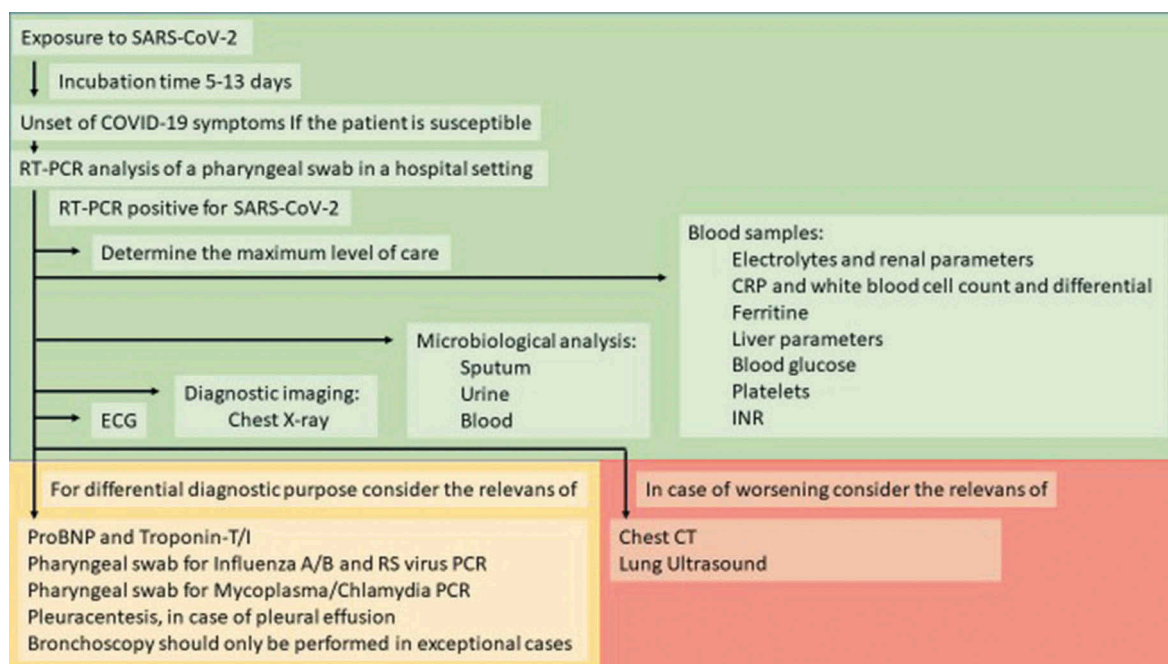 Exposure to SARS-CoV-2
Incubation time 5-13 days
Unset of COVID-19 symptoms If the patient is susceptible
RT-PCR analysis of a pharyngeal swab in a hospital setting
RT-PCR positive for SARS-CoV-2
Determine the maximum level of care
Blood samples:
Electrolytes and renal parameters
CRP and white blood cell count and differential
Ferritine
Liver parameters
Blood glucose
Platelets
INR
Microbiological analysis:
Sputum
Urine
Blood
Diagnostic imaging:
Chest X-ray
ECG
For differential diagnostic purpose consider the relevans of
ProBNP and Troponin-T/I
Pharyngeal swab for Influenza A/B and RS virus PCR
Pharyngeal swab for Mycoplasma/Chlamydia PCR
Pleuracentesis, in case of pleural effusion
Bronchoscopy should only be performed in exceptional cases
In case of worsening consider the relevans of
Chest CT
Lung Ultrasound